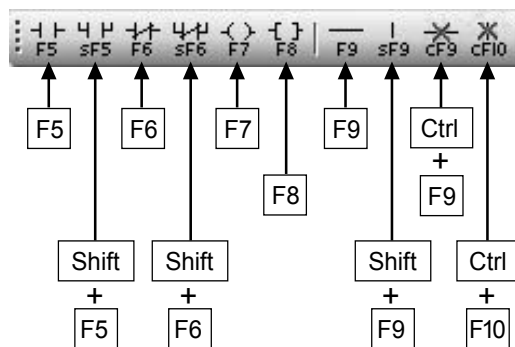 F5 sF5 F6 sF6 F7 F8 F9 sF9 cF9 cF10
F5 F6 F7 F9 Ctrl
+
F8 F9
Shift Shift Shift Ctrl
+ + + +
F5 F6 F9 F10